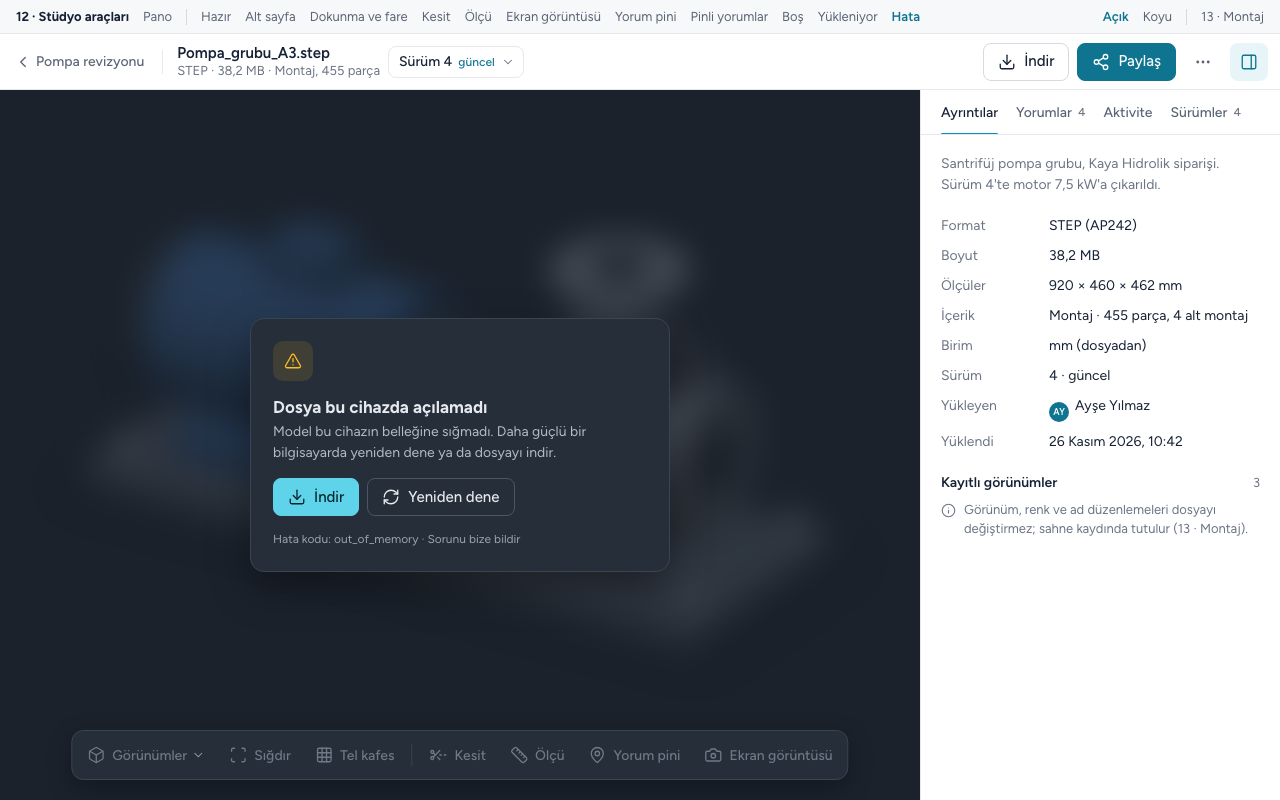 12 · Stüdyo araçları Pano Hazır Alt sayfa Dokunma ve fare Kesit Ölçü Ekran görüntüsü Yorum pini Pinli yorumlar Boş Yükleniyor Hata Açık Koyu 13 · Montaj
Pompa revizyonu
Pompa_grubu_A3.step
STEP · 38,2 MB · Montaj, 455 parça
Sürüm 4 güncel
İndir
Paylaş
Ayrıntılar Yorumlar 4 Aktivite Sürümler 4
Santrifüj pompa grubu, Kaya Hidrolik siparişi.
Sürüm 4'te motor 7,5 kW'a çıkarıldı.
Format STEP (AP242)
Boyut 38,2 MB
Ölçüler 920 × 460 × 462 mm
İçerik Montaj · 455 parça, 4 alt montaj
Birim mm (dosyadan)
Sürüm 4 · güncel
Yükleyen AY Ayşe Yılmaz
Yüklendi 26 Kasım 2026, 10:42
Kayıtlı görünümler 3
Görünüm, renk ve ad düzenlemeleri dosyayı
değiştirmez; sahne kaydında tutulur (13 · Montaj).
Dosya bu cihazda açılamadı
Model bu cihazın belleğine sığmadı. Daha güçlü bir
bilgisayarda yeniden dene ya da dosyayı indir.
İndir Yeniden dene
Hata kodu: out_of_memory · Sorunu bize bildir
Görünümler Sığdır Tel kafes Kesit Ölçü Yorum pini Ekran görüntüsü